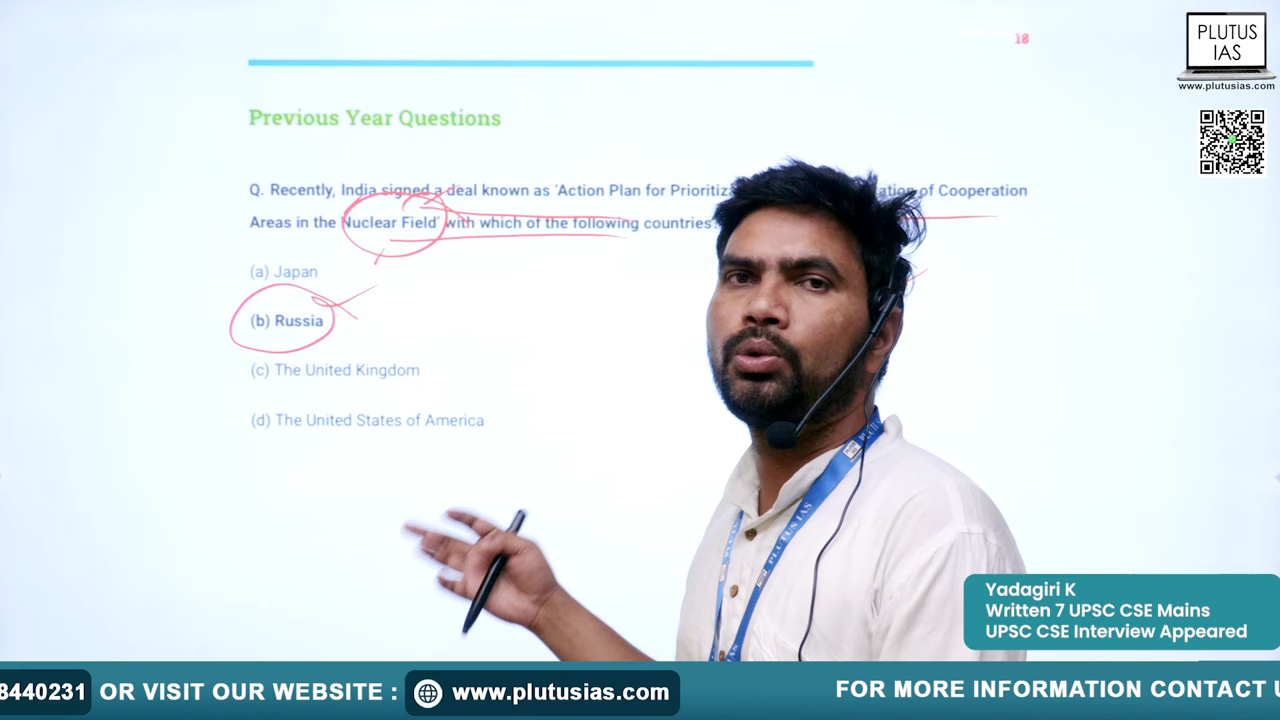 18
PLUTUS
IAS
www.plutusias.com
Previous Year Questions
Q. Recently, India signed a deal known as 'Action Plan for of Cooperation
Areas in the Nuclear Field' with which of the following countries?
(a) Japan
(b) Russia
(c) The United Kingdom
(d) The United States of America
PLUTUS IAS
Yadagiri K
Written 7 UPSC CSE Mains
UPSC CSE Interview Appeared
8440231 OR VISIT OUR WEBSITE : www.plutusias.com FOR MORE INFORMATION CONTACT